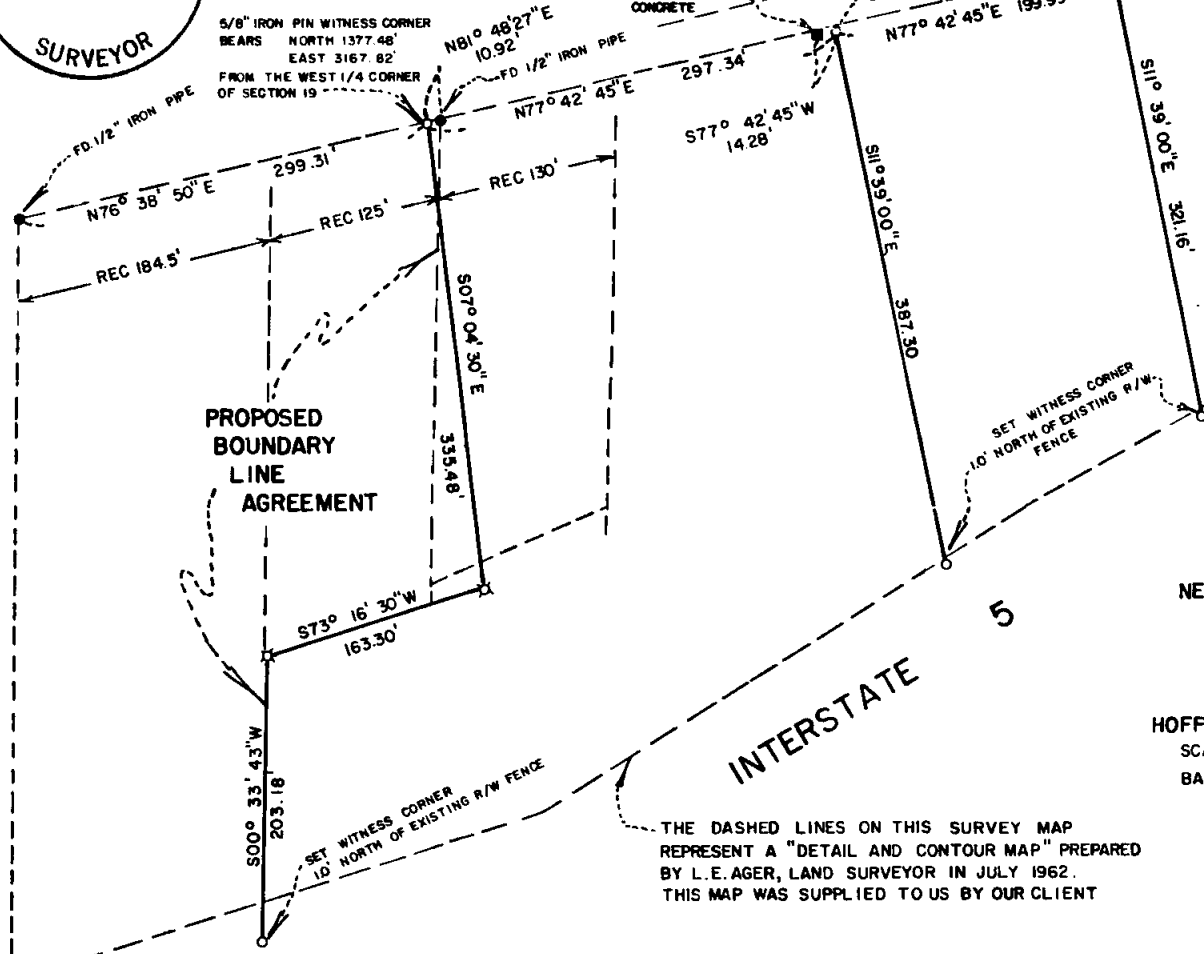 SURVEYOR
5/8" IRON PIN WITNESS CORNER
BEARS NORTH 1377.48'
EAST 3167.82'
FROM THE WEST 1/4 CORNER
OF SECTION 19
N81° 48' 27" E
10.92'
FD 1/2" IRON PIPE
CONCRETE
N77° 42' 45" E
297.34'
N77° 42' 45" E
S77° 42' 45" W
14.28'
FD. 1/2" IRON PIPE
N76° 38' 50" E
299.31'
REC 184.5'
REC 125'
REC 130'
S07° 04' 30" E
335.48'
S11° 39' 00" E
387.30
S11° 39' 00" E
321.16'
PROPOSED
BOUNDARY
LINE
AGREEMENT
SET WITNESS CORNER
1.0' NORTH OF EXISTING R/W
FENCE
S73° 16' 30" W
163.30'
S00° 33' 43" W
203.18'
SET WITNESS CORNER
1.0' NORTH OF EXISTING R/W FENCE
INTERSTATE 5
NE
HOFF
SC
BA
THE DASHED LINES ON THIS SURVEY MAP
REPRESENT A "DETAIL AND CONTOUR MAP" PREPARED
BY L.E. AGER, LAND SURVEYOR IN JULY 1962.
THIS MAP WAS SUPPLIED TO US BY OUR CLIENT